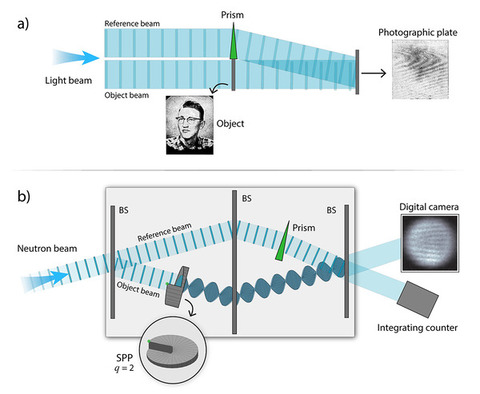 a)
Prism
Reference beam
Photographic plate
Light beam
Object beam
Object
b)
BS
BS
BS
Digital camera
Reference beam
Prism
Neutron beam
Object beam
Integrating counter
SPP
q = 2